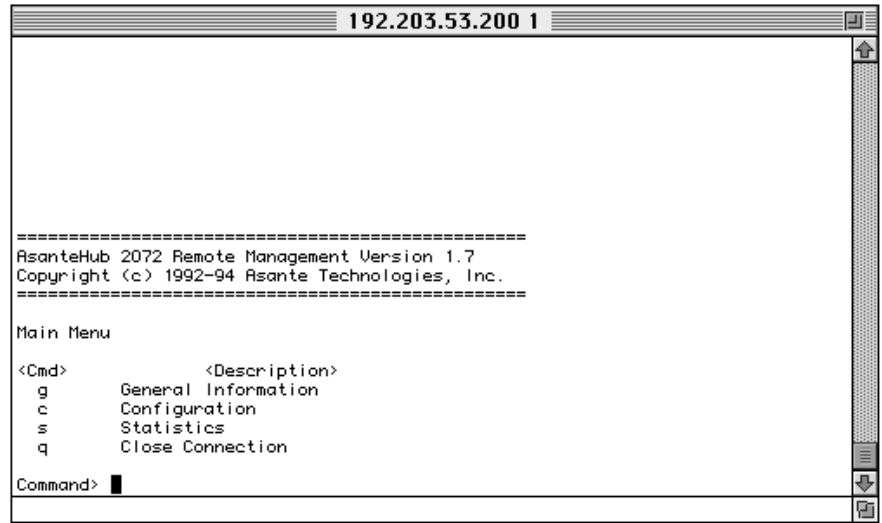 192.203.53.200 1
==================================================
AsanteHub 2072 Remote Management Version 1.7
Copyright (c) 1992-94 Asante Technologies, Inc.
==================================================
Main Menu
<Cmd> <Description>
g General Information
c Configuration
s Statistics
q Close Connection
Command>